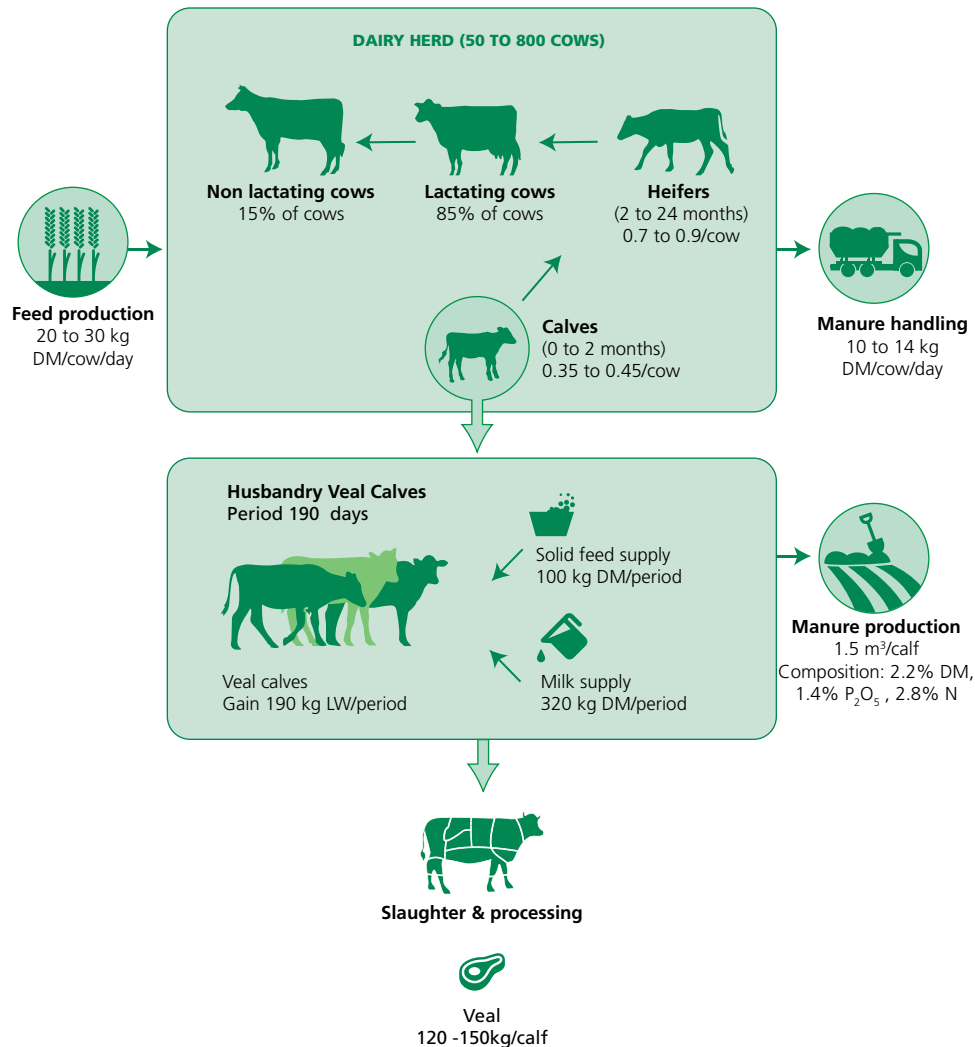 DAIRY HERD (50 TO 800 COWS)
Non lactating cows
15% of cows
Lactating cows
85% of cows
Heifers
(2 to 24 months)
0.7 to 0.9/cow
Feed production
20 to 30 kg
DM/cow/day
Calves
(0 to 2 months)
0.35 to 0.45/cow
Manure handling
10 to 14 kg
DM/cow/day
Husbandry Veal Calves
Period 190 days
Solid feed supply
100 kg DM/period
Veal calves
Gain 190 kg LW/period
Milk supply
320 kg DM/period
Manure production
1.5 m³/calf
Composition: 2.2% DM,
1.4% P₂O₅ , 2.8% N
Slaughter & processing
Veal
120 -150kg/calf